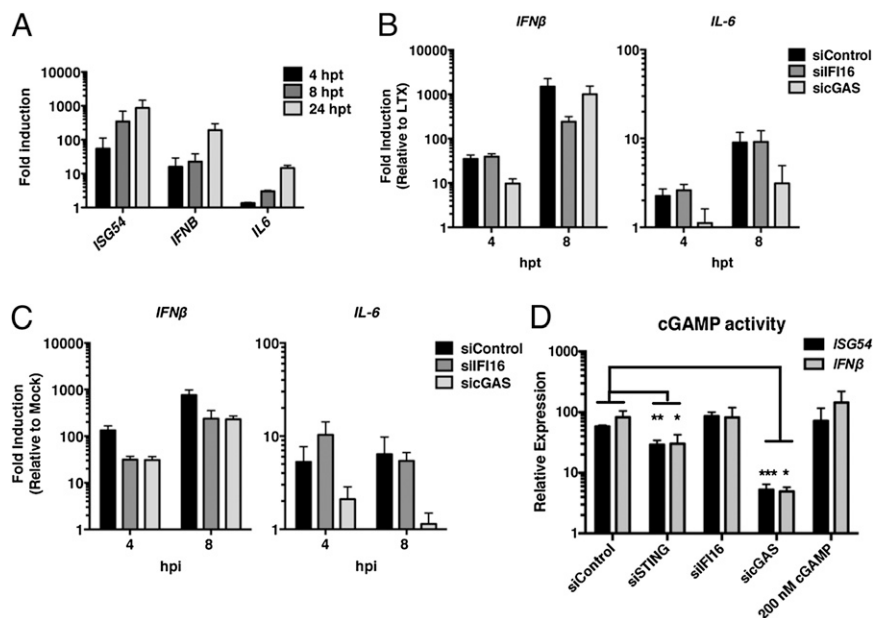 A
Fold Induction
10000
1000
100
10
1
4 hpt
8 hpt
24 hpt
ISG54
IFNB
IL6
B
IFNβ
IL-6
Fold Induction
(Relative to LTX)
10000
1000
100
10
1
4
8
hpt
100
10
1
4
8
hpt
siControl
siIFI16
sicGAS
C
IFNβ
IL-6
Fold Induction
(Relative to Mock)
10000
1000
100
10
1
4
8
hpi
100
10
1
4
8
hpi
siControl
siIFI16
sicGAS
D
cGAMP activity
ISG54
IFNβ
Relative Expression
1000
100
10
1
** *
*** *
siControl
siSTING
siIFI16
sicGAS
200 nM cGAMP